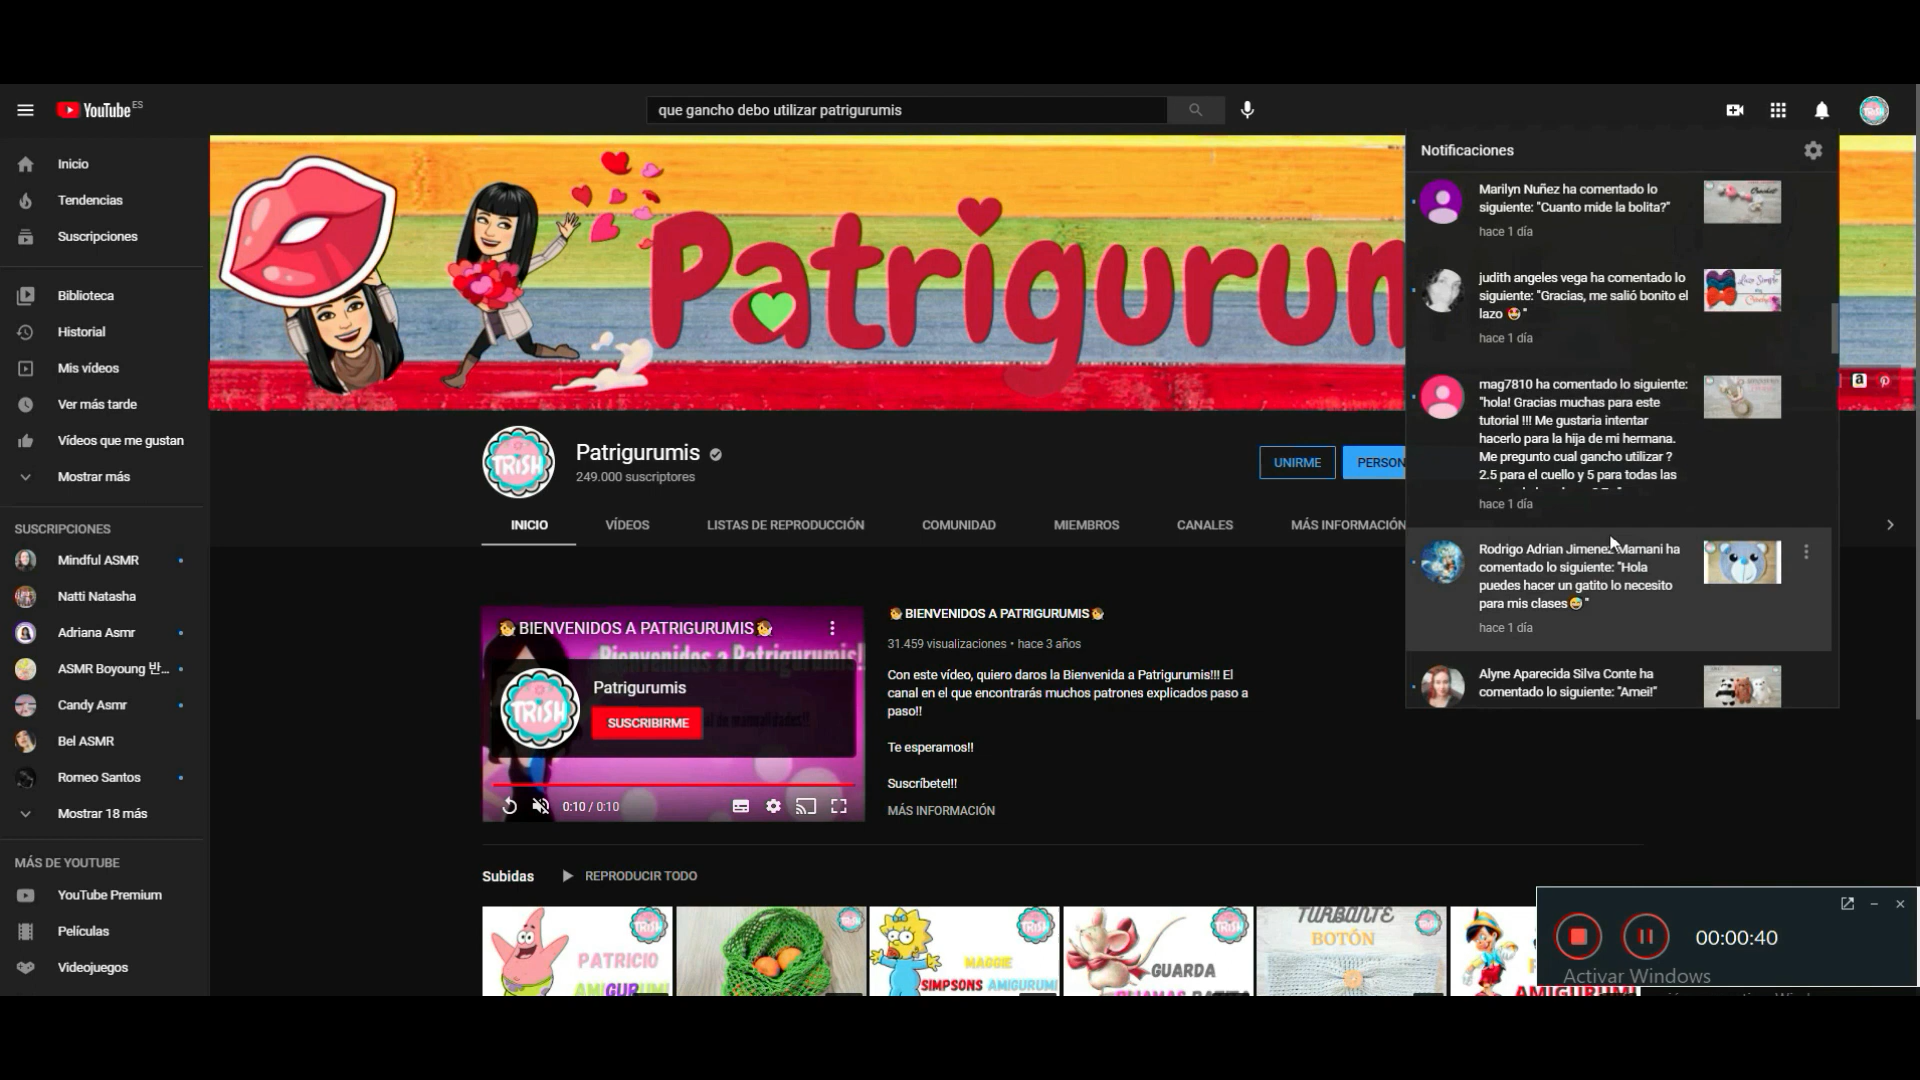 YouTube ES
que gancho debo utilizar patrigurumis
Inicio
Tendencias
Suscripciones
Biblioteca
Historial
Mis vídeos
Ver más tarde
Vídeos que me gustan
Mostrar más
SUSCRIPCIONES
Mindful ASMR
Natti Natasha
Adriana Asmr
ASMR Boyoung 반...
Candy Asmr
Bel ASMR
Romeo Santos
Mostrar 18 más
MÁS DE YOUTUBE
YouTube Premium
Películas
Videojuegos
Patrigurum
TRISH
Patrigurumis
249.000 suscriptores
UNIRME
PERSON
INICIO
VÍDEOS
LISTAS DE REPRODUCCIÓN
COMUNIDAD
MIEMBROS
CANALES
MÁS INFORMACIÓN
🙋BIENVENIDOS A PATRIGURUMIS🙋
Bienvenidos a Patrigurumis!
TRISH
Patrigurumis
SUSCRIBIRME
0:10 / 0:10
🙋BIENVENIDOS A PATRIGURUMIS🙋
31.459 visualizaciones • hace 3 años
Con este vídeo, quiero daros la Bienvenida a Patrigurumis!!! El
canal en el que encontrarás muchos patrones explicados paso a
paso!!
Te esperamos!!
Suscríbete!!!
MÁS INFORMACIÓN
Subidas
REPRODUCIR TODO
PATRICIO
AMIGURUMI
MAGGIE
SIMPSONS AMIGURUMI
GUARDA
TURBANTE
BOTÓN
AMIGURUMI
Notificaciones
Marilyn Nuñez ha comentado lo
siguiente: "Cuanto mide la bolita?"
hace 1 día
judith angeles vega ha comentado lo
siguiente: "Gracias, me salió bonito el
lazo 🤩"
hace 1 día
Lazo Simple
mag7810 ha comentado lo siguiente:
"hola! Gracias muchas para este
tutorial !!! Me gustaria intentar
hacerlo para la hija de mi hermana.
Me pregunto cual gancho utilizar ?
2.5 para el cuello y 5 para todas las
hace 1 día
Rodrigo Adrian Jimenez Mamani ha
comentado lo siguiente: "Hola
puedes hacer un gatito lo necesito
para mis clases😅"
hace 1 día
Alyne Aparecida Silva Conte ha
comentado lo siguiente: "Amei!"
00:00:40
Activar Windows